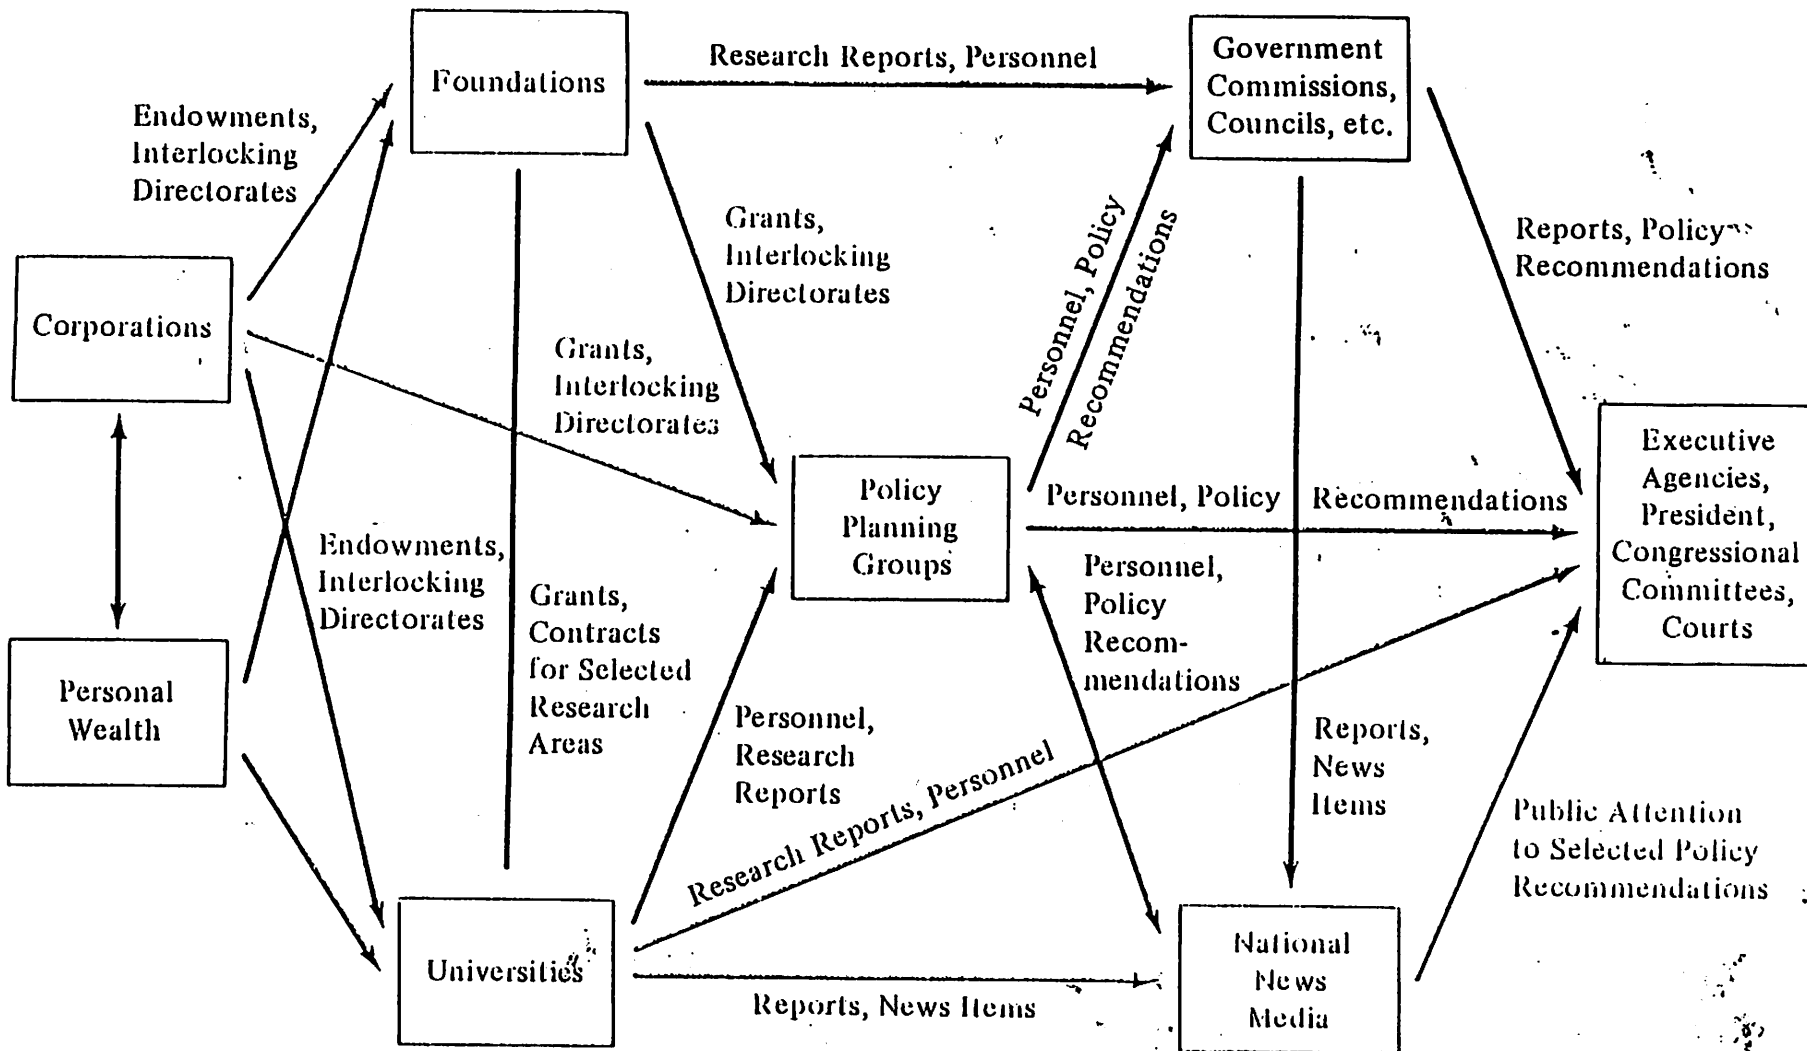 Foundations
Research Reports, Personnel
Government
Commissions,
Councils, etc.
Endowments,
Interlocking
Directorates
Grants,
Interlocking
Directorates
Personnel, Policy
Recommendations
Reports, Policy
Recommendations
Corporations
Grants,
Interlocking
Directorates
Policy
Planning
Groups
Personnel, Policy Recommendations
Executive
Agencies,
President,
Congressional
Committees,
Courts
Endowments,
Interlocking
Directorates
Grants,
Contracts
for Selected
Research
Areas
Personnel,
Policy
Recom-
mendations
Personal
Wealth
Personnel,
Research
Reports
Research Reports, Personnel
Reports,
News
Items
Public Attention
to Selected Policy
Recommendations
Universities
Reports, News Items
National
News
Media